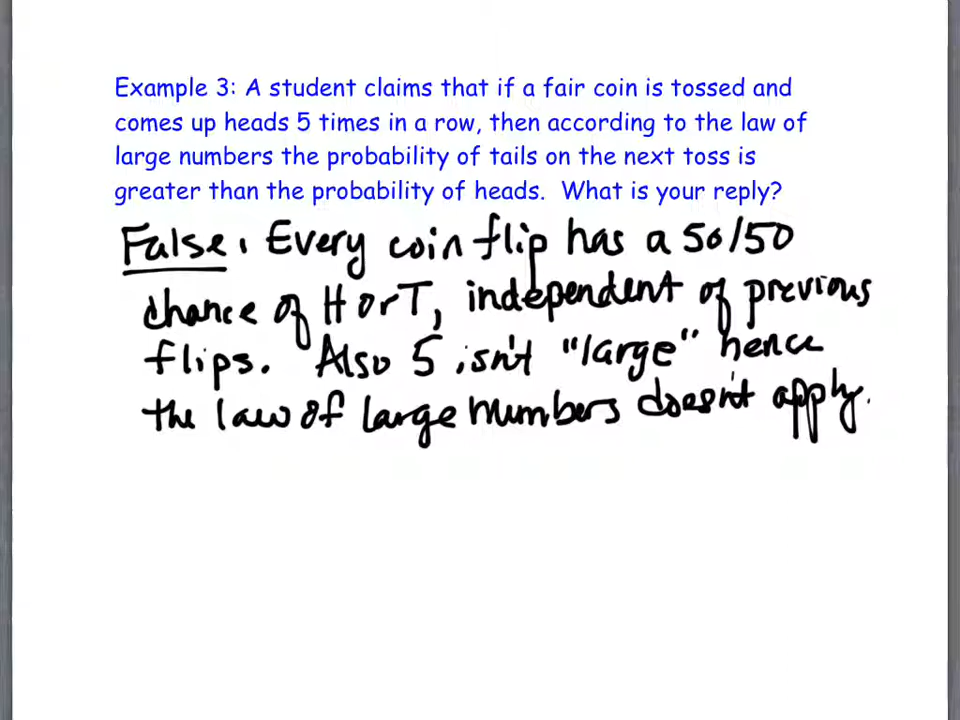 Example 3: A student claims that if a fair coin is tossed and
comes up heads 5 times in a row, then according to the law of
large numbers the probability of tails on the next toss is
greater than the probability of heads.  What is your reply?
False. Every coin flip has a 50/50
chance of H or T, independent of previous
flips. Also 5 isn't "large" hence
the law of large numbers doesn't apply.